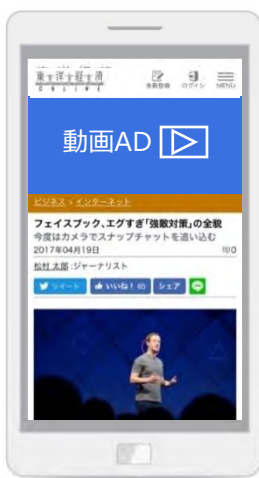 東洋経済
ONLINE
会員登録
ログイン
MENU
動画AD
ビジネス > インターネット
フェイスブック、エグすぎ「強敵対策」の全貌
今度はカメラでスナップチャットを追い込む
2017年04月19日
松村 太郎 :ジャーナリスト
ツイート
いいね!
シェア